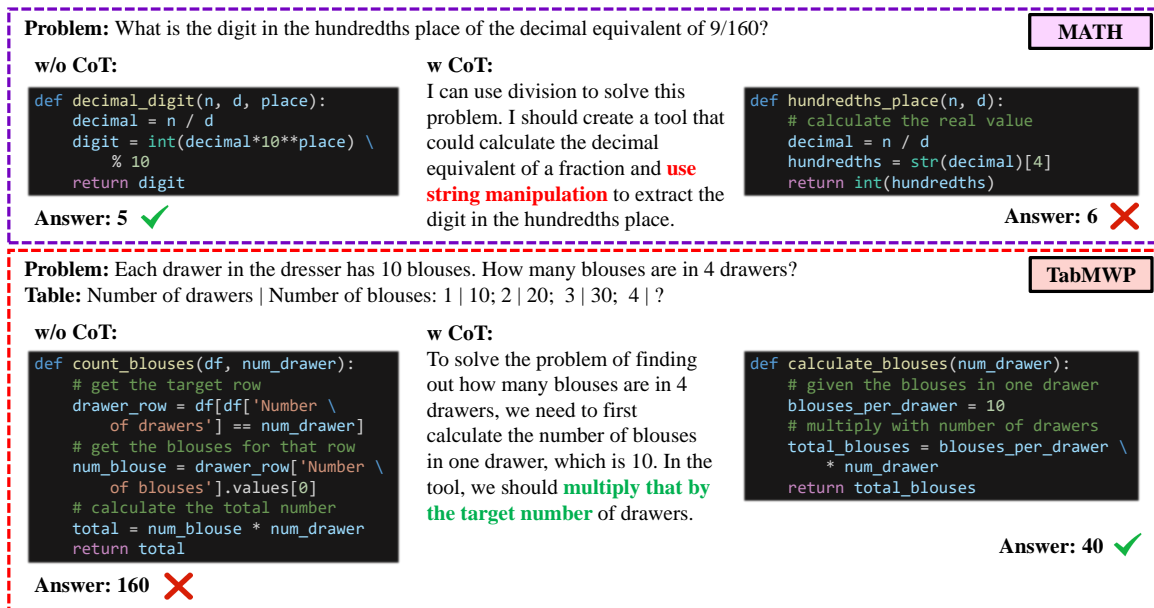 Problem: What is the digit in the hundredths place of the decimal equivalent of 9/160?
MATH
w/o CoT:
def decimal_digit(n, d, place):
    decimal = n / d
    digit = int(decimal*10**place) \
        % 10
    return digit
Answer: 5
w CoT:
I can use division to solve this
problem. I should create a tool that
could calculate the decimal
equivalent of a fraction and use
string manipulation to extract the
digit in the hundredths place.
def hundredths_place(n, d):
    # calculate the real value
    decimal = n / d
    hundredths = str(decimal)[4]
    return int(hundredths)
Answer: 6
Problem: Each drawer in the dresser has 10 blouses. How many blouses are in 4 drawers?
TabMWP
Table: Number of drawers | Number of blouses: 1 | 10; 2 | 20; 3 | 30; 4 | ?
w/o CoT:
def count_blouses(df, num_drawer):
    # get the target row
    drawer_row = df[df['Number \
        of drawers'] == num_drawer]
    # get the blouses for that row
    num_blouse = drawer_row['Number \
        of blouses'].values[0]
    # calculate the total number
    total = num_blouse * num_drawer
    return total
Answer: 160
w CoT:
To solve the problem of finding
out how many blouses are in 4
drawers, we need to first
calculate the number of blouses
in one drawer, which is 10. In the
tool, we should multiply that by
the target number of drawers.
def calculate_blouses(num_drawer):
    # given the blouses in one drawer
    blouses_per_drawer = 10
    # multiply with number of drawers
    total_blouses = blouses_per_drawer \
        * num_drawer
    return total_blouses
Answer: 40